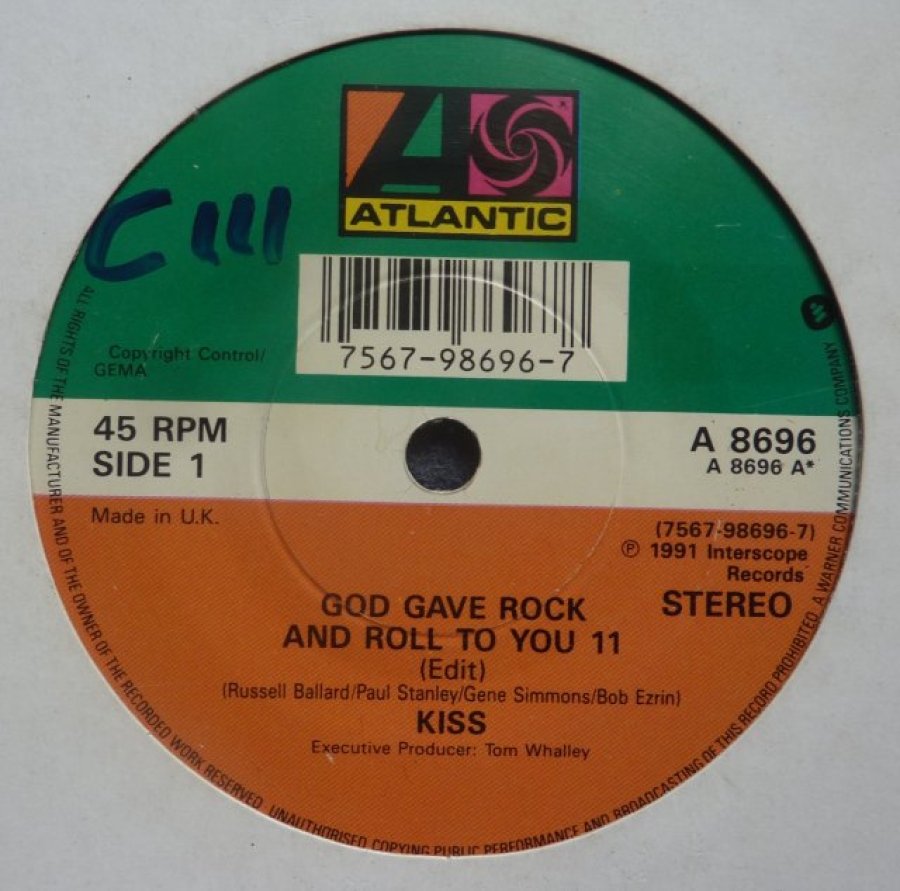 ATLANTIC
C 111
7567-98696-7
Copyright Control/
GEMA
45 RPM
SIDE 1
A 8696
A 8696 A*
Made in U.K.
(7567-98696-7)
℗ 1991 Interscope
Records
STEREO
GOD GAVE ROCK
AND ROLL TO YOU 11
(Edit)
(Russell Ballard/Paul Stanley/Gene Simmons/Bob Ezrin)
KISS
Executive Producer: Tom Whalley
ALL RIGHTS OF THE MANUFACTURER AND OF THE OWNER OF THE RECORDED WORK RESERVED. UNAUTHORISED COPYING PUBLIC PERFORMANCE AND BROADCASTING OF THIS RECORD PROHIBITED. A WARNER COMMUNICATIONS COMPANY